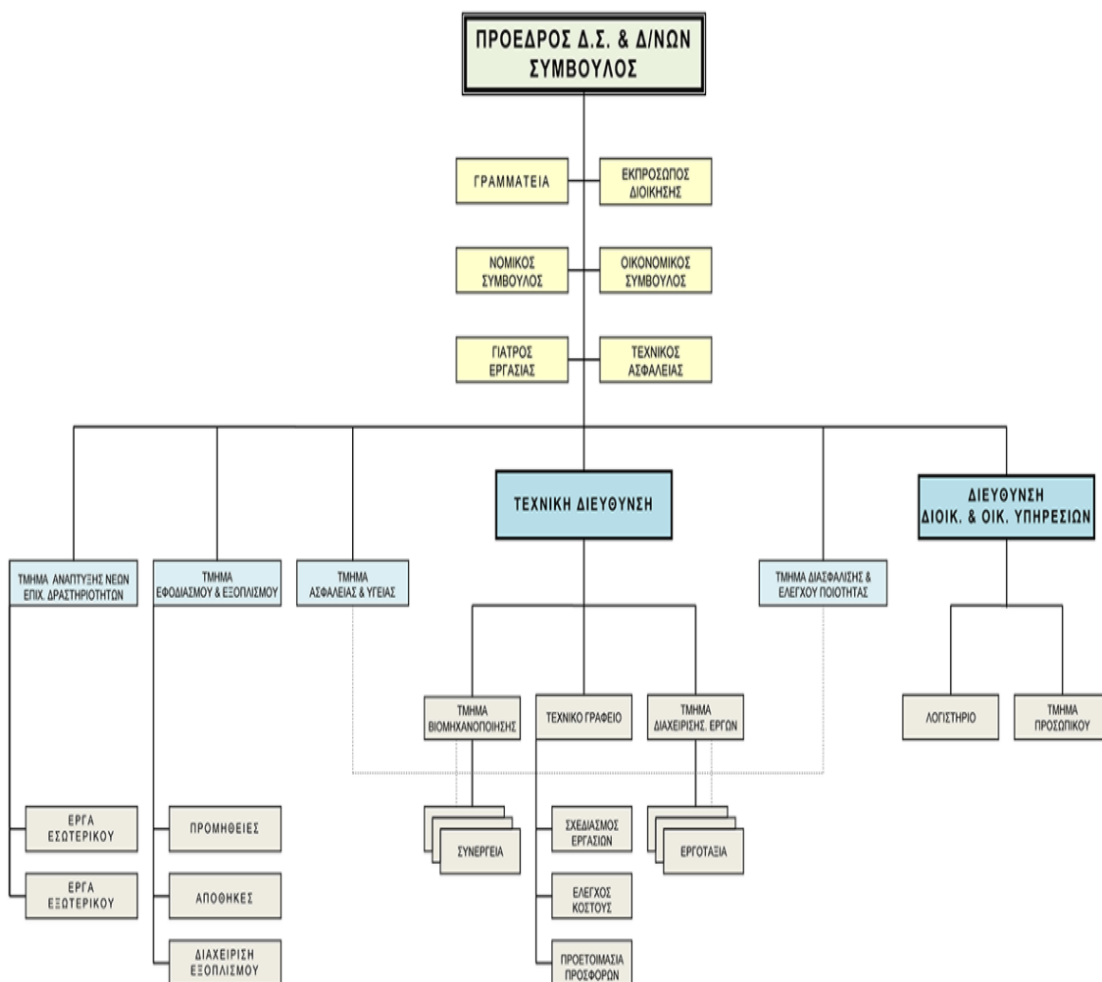 ΠΡΟΕΔΡΟΣ Δ.Σ. & Δ/ΝΩΝ
ΣΥΜΒΟΥΛΟΣ
ΓΡΑΜΜΑΤΕΙΑ
ΕΚΠΡΟΣΩΠΟΣ
ΔΙΟΙΚΗΣΗΣ
ΝΟΜΙΚΟΣ
ΣΥΜΒΟΥΛΟΣ
ΟΙΚΟΝΟΜΙΚΟΣ
ΣΥΜΒΟΥΛΟΣ
ΓΙΑΤΡΟΣ
ΕΡΓΑΣΙΑΣ
ΤΕΧΝΙΚΟΣ
ΑΣΦΑΛΕΙΑΣ
ΤΕΧΝΙΚΗ ΔΙΕΥΘΥΝΣΗ
ΔΙΕΥΘΥΝΣΗ
ΔΙΟΙΚ. & ΟΙΚ. ΥΠΗΡΕΣΙΩΝ
ΤΜΗΜΑ ΑΝΑΠΤΥΞΗΣ ΝΕΩΝ
ΕΠΙΧ. ΔΡΑΣΤΗΡΙΟΤΗΤΩΝ
ΤΜΗΜΑ
ΕΦΟΔΙΑΣΜΟΥ & ΕΞΟΠΛΙΣΜΟΥ
ΤΜΗΜΑ
ΑΣΦΑΛΕΙΑΣ & ΥΓΕΙΑΣ
ΤΜΗΜΑ ΔΙΑΣΦΑΛΙΣΗΣ &
ΕΛΕΓΧΟΥ ΠΟΙΟΤΗΤΑΣ
ΤΜΗΜΑ
ΒΙΟΜΗΧΑΝΟΠΟΙΗΣΗΣ
ΤΕΧΝΙΚΟ ΓΡΑΦΕΙΟ
ΤΜΗΜΑ
ΔΙΑΧΕΙΡΙΣΗΣ. ΕΡΓΩΝ
ΛΟΓΙΣΤΗΡΙΟ
ΤΜΗΜΑ
ΠΡΟΣΩΠΙΚΟΥ
ΕΡΓΑ
ΕΣΩΤΕΡΙΚΟΥ
ΠΡΟΜΗΘΕΙΕΣ
ΣΥΝΕΡΓΕΙΑ
ΣΧΕΔΙΑΣΜΟΣ
ΕΡΓΑΣΙΩΝ
ΕΡΓΟΤΑΞΙΑ
ΕΡΓΑ
ΕΞΩΤΕΡΙΚΟΥ
ΑΠΟΘΗΚΕΣ
ΕΛΕΓΧΟΣ
ΚΟΣΤΟΥΣ
ΔΙΑΧΕΙΡΙΣΗ
ΕΞΟΠΛΙΣΜΟΥ
ΠΡΟΕΤΟΙΜΑΣΙΑ
ΠΡΟΣΦΟΡΩΝ